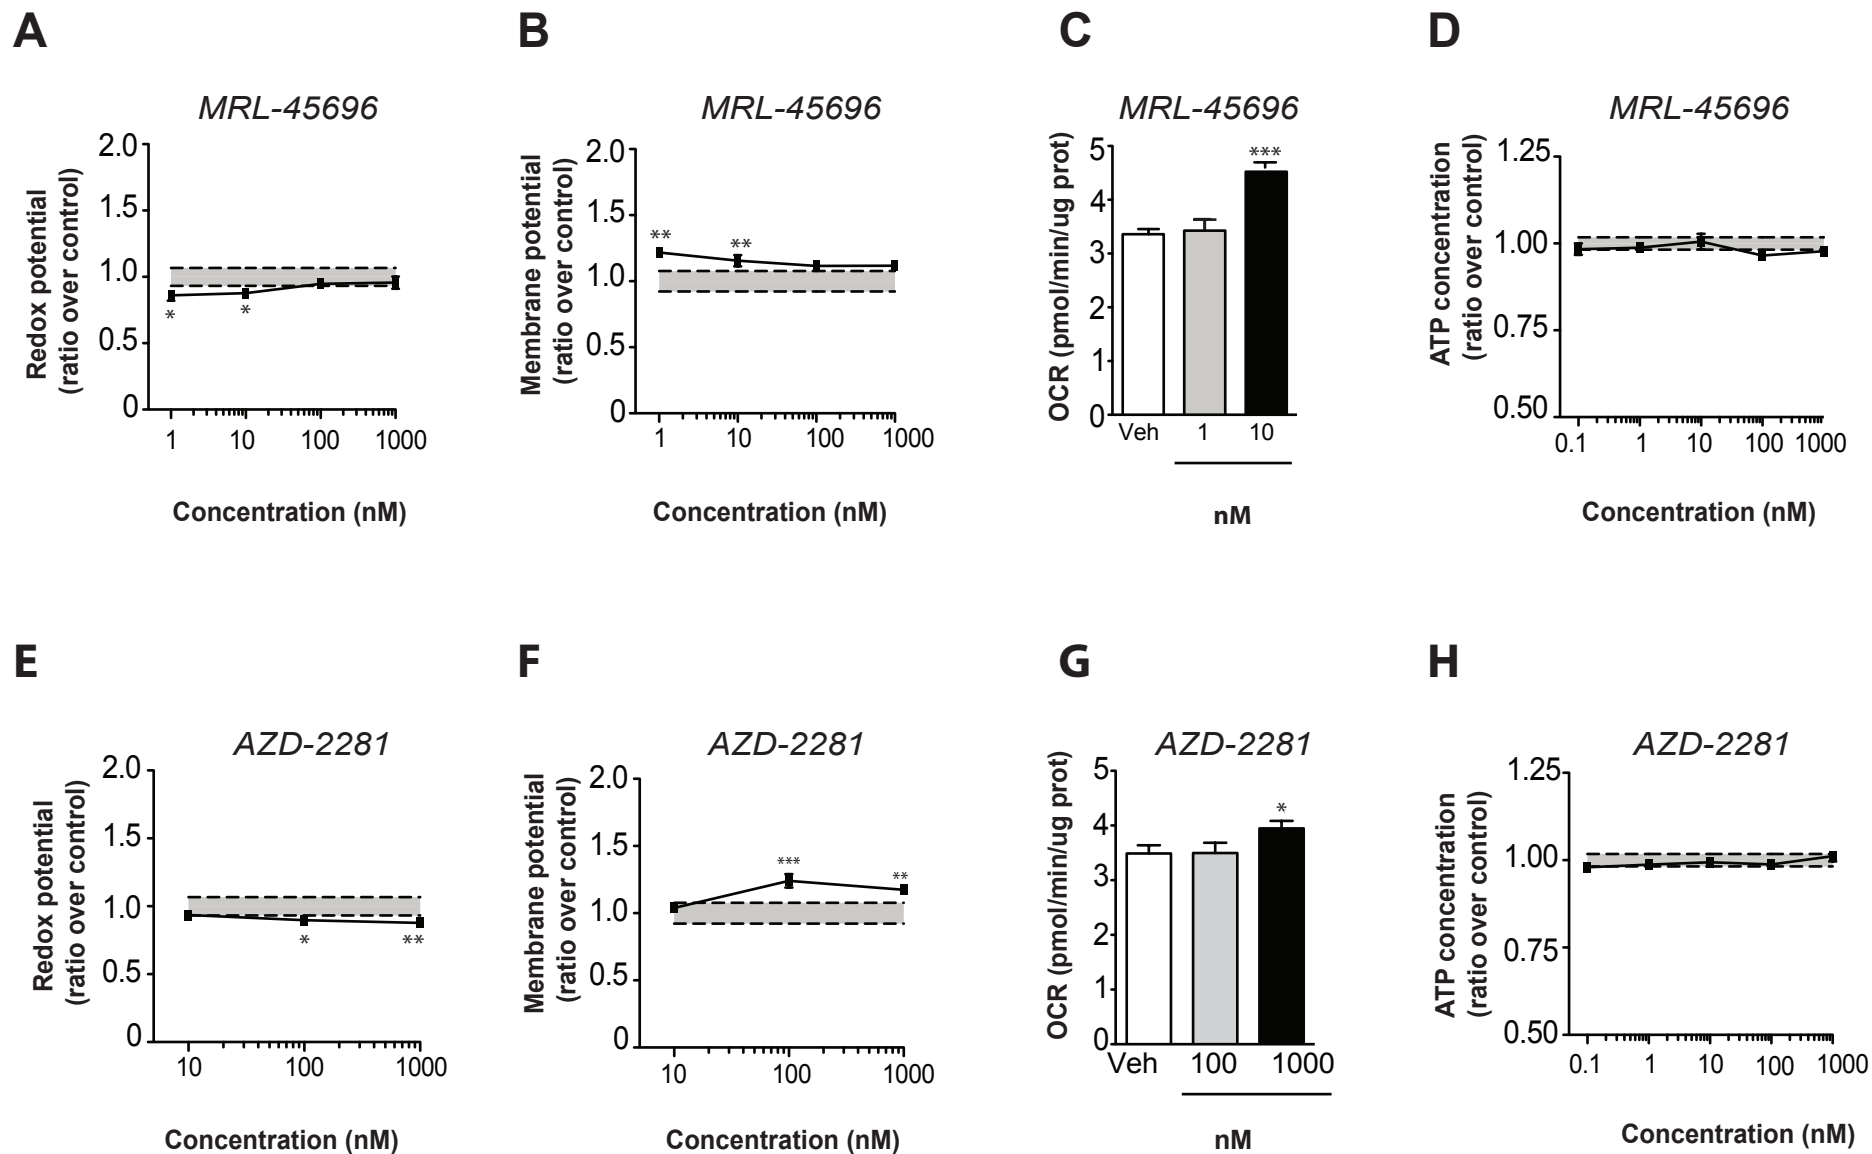 A
B
C
D
MRL-45696
MRL-45696
MRL-45696
MRL-45696
Redox potential
(ratio over control)
2.0
1.5
1.0
0.5
0
*
*
1 10 100 1000
Concentration (nM)
Membrane potential
(ratio over control)
2.0
1.5
1.0
0.5
0
**
**
1 10 100 1000
Concentration (nM)
OCR (pmol/min/ug prot)
5
4
3
2
1
0
***
Veh 1 10
nM
ATP concentration
(ratio over control)
1.25
1.00
0.75
0.50
0.1 1 10 100 1000
Concentration (nM)
E
F
G
H
AZD-2281
AZD-2281
AZD-2281
AZD-2281
Redox potential
(ratio over control)
2.0
1.5
1.0
0.5
0
*
**
10 100 1000
Concentration (nM)
Membrane potential
(ratio over control)
2.0
1.5
1.0
0.5
0
***
**
10 100 1000
Concentration (nM)
OCR (pmol/min/ug prot)
5
4
3
2
1
0
*
Veh 100 1000
nM
ATP concentration
(ratio over control)
1.25
1.00
0.75
0.50
0.1 1 10 100 1000
Concentration (nM)